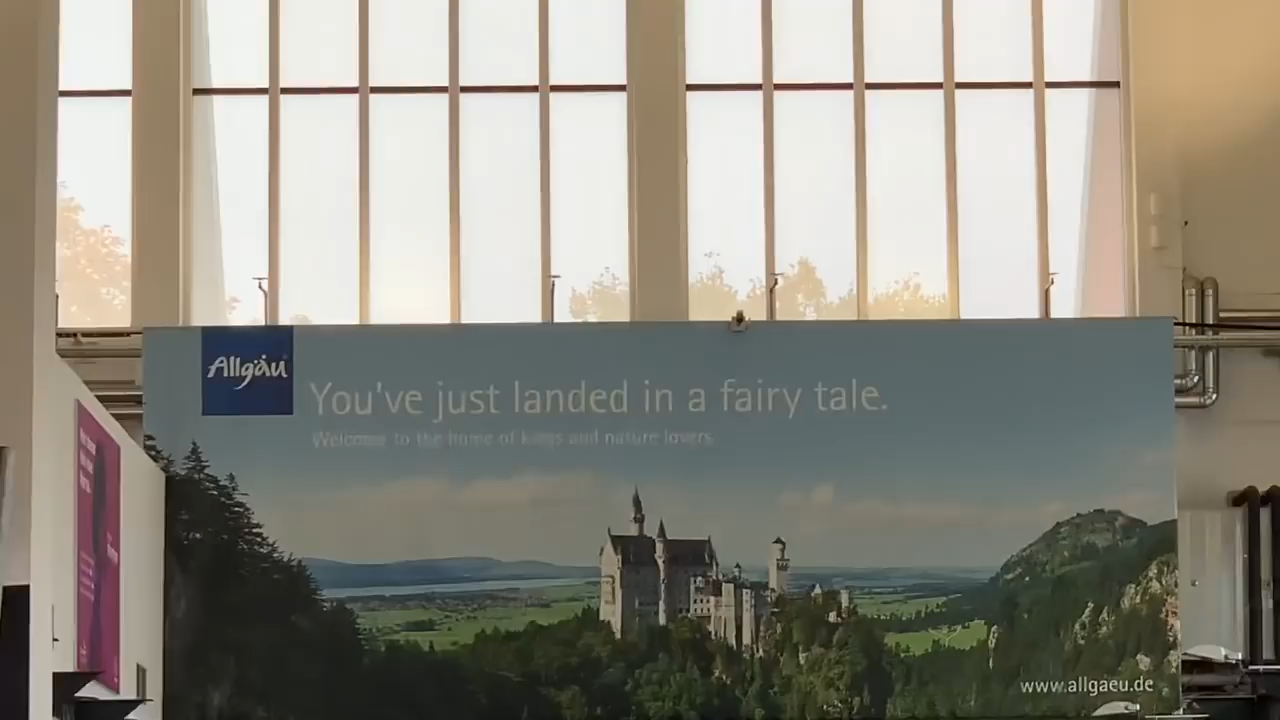 Allgäu
You've just landed in a fairy tale.
Welcome to the home of kings and nature lovers.
www.allgaeu.de